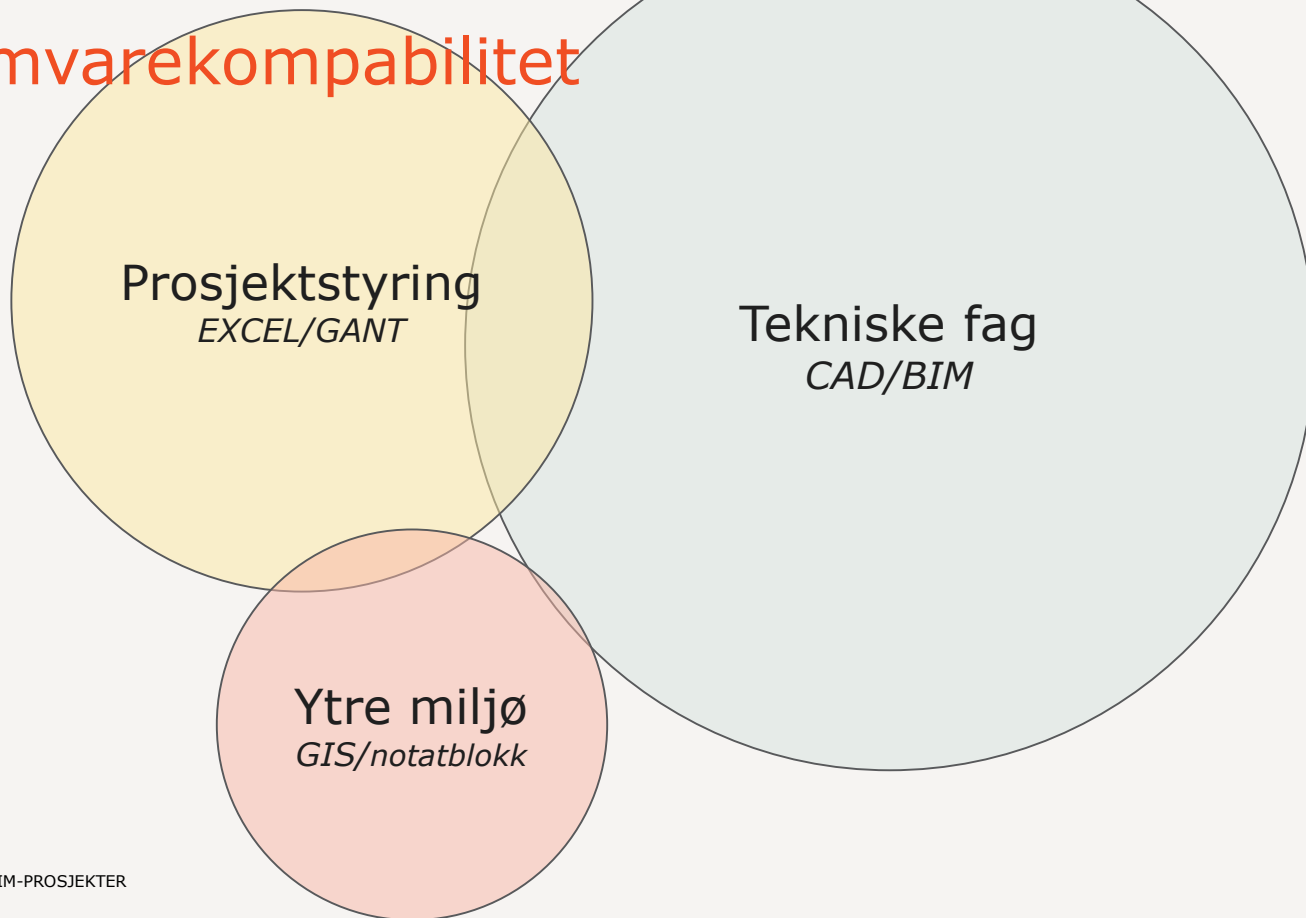 mvarekompabilitet
Prosjektstyring
EXCEL/GANT
Tekniske fag
CAD/BIM
Ytre miljø
GIS/notatblokk
IM-PROSJEKTER